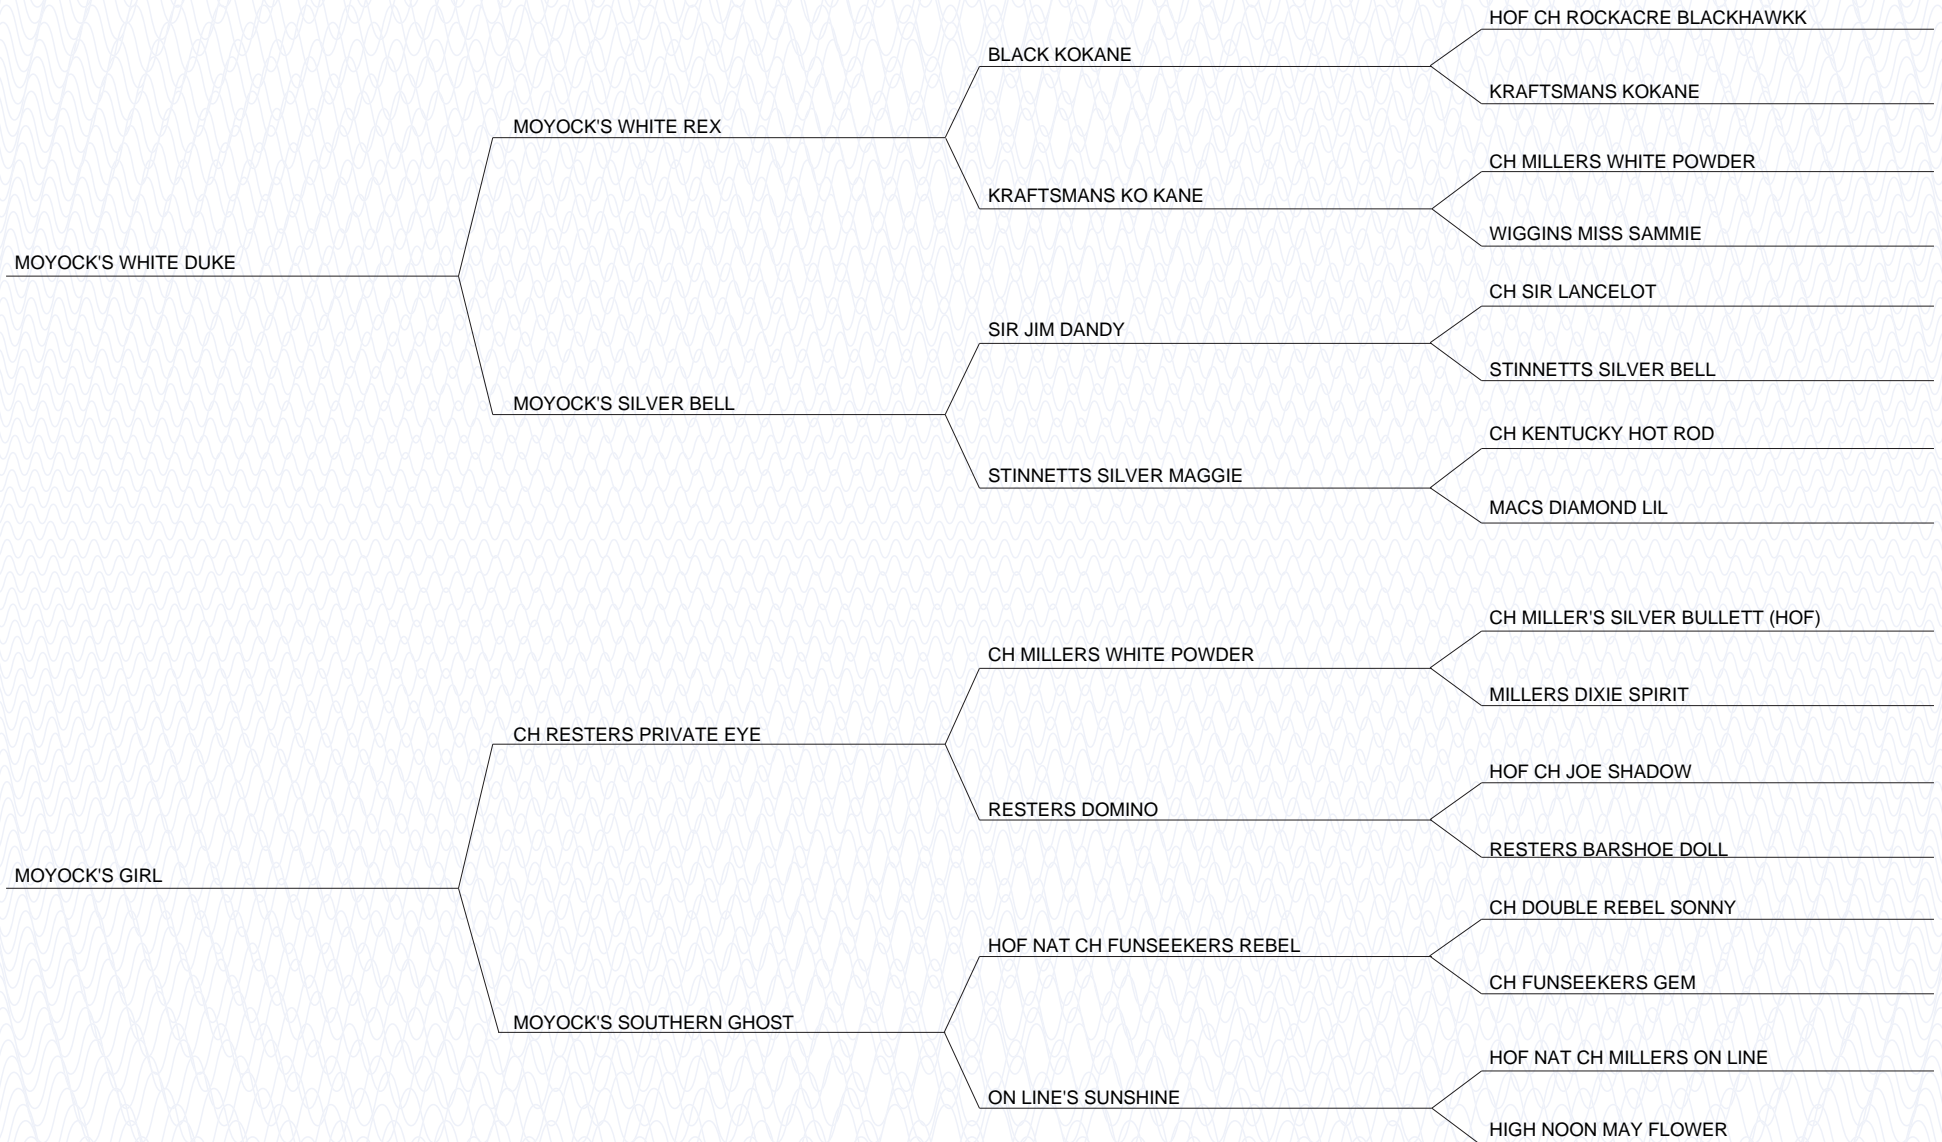 HOF CH ROCKACRE BLACKHAWKK
BLACK KOKANE
KRAFTSMANS KOKANE
MOYOCK'S WHITE REX
CH MILLERS WHITE POWDER
KRAFTSMANS KO KANE
WIGGINS MISS SAMMIE
MOYOCK'S WHITE DUKE
CH SIR LANCELOT
SIR JIM DANDY
STINNETTS SILVER BELL
MOYOCK'S SILVER BELL
CH KENTUCKY HOT ROD
STINNETTS SILVER MAGGIE
MACS DIAMOND LIL
CH MILLER'S SILVER BULLETT (HOF)
CH MILLERS WHITE POWDER
MILLERS DIXIE SPIRIT
CH RESTERS PRIVATE EYE
HOF CH JOE SHADOW
RESTERS DOMINO
RESTERS BARSHOE DOLL
MOYOCK'S GIRL
CH DOUBLE REBEL SONNY
HOF NAT CH FUNSEEKERS REBEL
CH FUNSEEKERS GEM
MOYOCK'S SOUTHERN GHOST
HOF NAT CH MILLERS ON LINE
ON LINE'S SUNSHINE
HIGH NOON MAY FLOWER